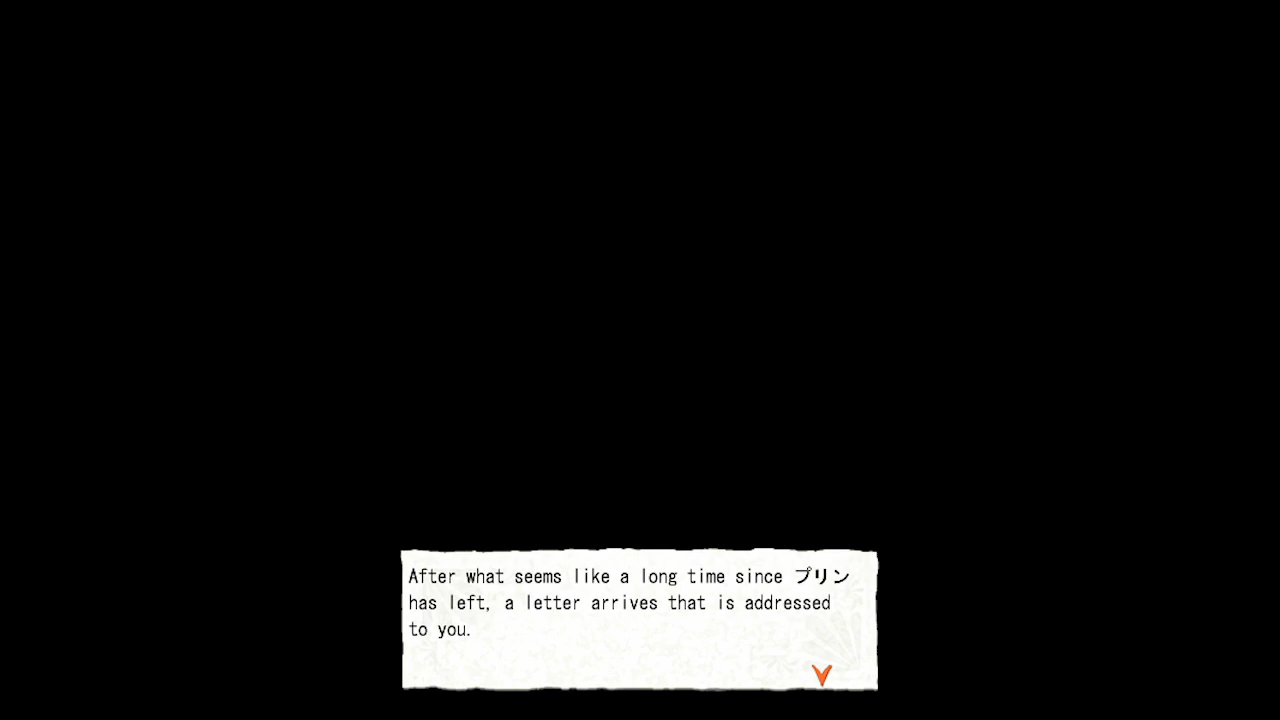 After what seems like a long time since プリン
has left, a letter arrives that is addressed
to you.